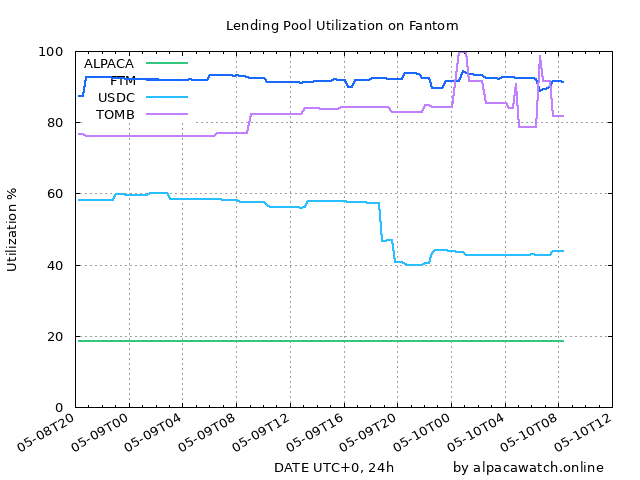 Lending Pool Utilization on Fantom
Utilization %
100
80
60
40
20
0
ALPACA
FTM
USDC
TOMB
05-08T20
05-09T00
05-09T04
05-09T08
05-09T12
05-09T16
05-09T20
05-10T00
05-10T04
05-10T08
05-10T12
DATE UTC+0, 24h
by alpacawatch.online